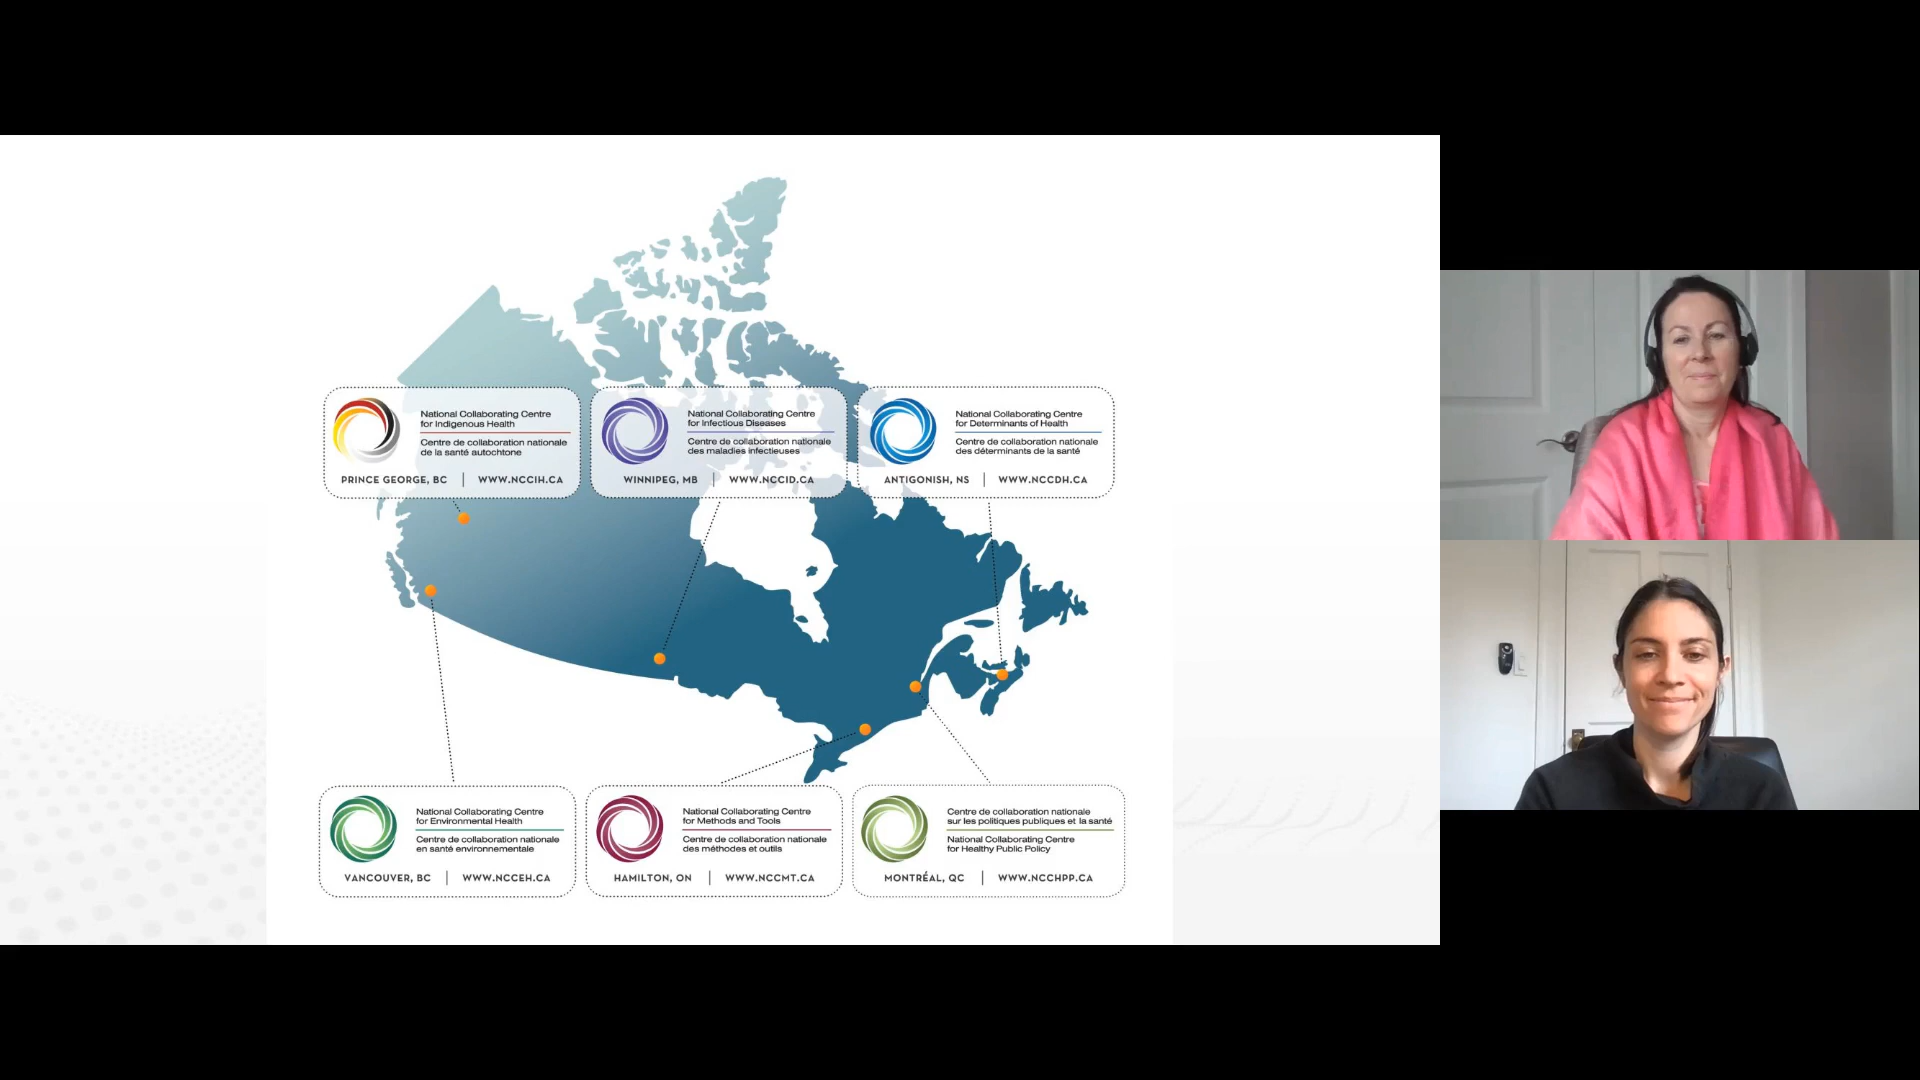 National Collaborating Centre
for Indigenous Health
Centre de collaboration nationale
de la santé autochtone
PRINCE GEORGE, BC | WWW.NCCIH.CA
National Collaborating Centre
for Infectious Diseases
Centre de collaboration nationale
des maladies infectieuses
WINNIPEG, MB | WWW.NCCID.CA
National Collaborating Centre
for Determinants of Health
Centre de collaboration nationale
des déterminants de la santé
ANTIGONISH, NS | WWW.NCCDH.CA
National Collaborating Centre
for Environmental Health
Centre de collaboration nationale
en santé environnementale
VANCOUVER, BC | WWW.NCCEH.CA
National Collaborating Centre
for Methods and Tools
Centre de collaboration nationale
des méthodes et outils
HAMILTON, ON | WWW.NCCMT.CA
Centre de collaboration nationale
sur les politiques publiques et la santé
National Collaborating Centre
for Healthy Public Policy
MONTRÉAL, QC | WWW.NCCHPP.CA